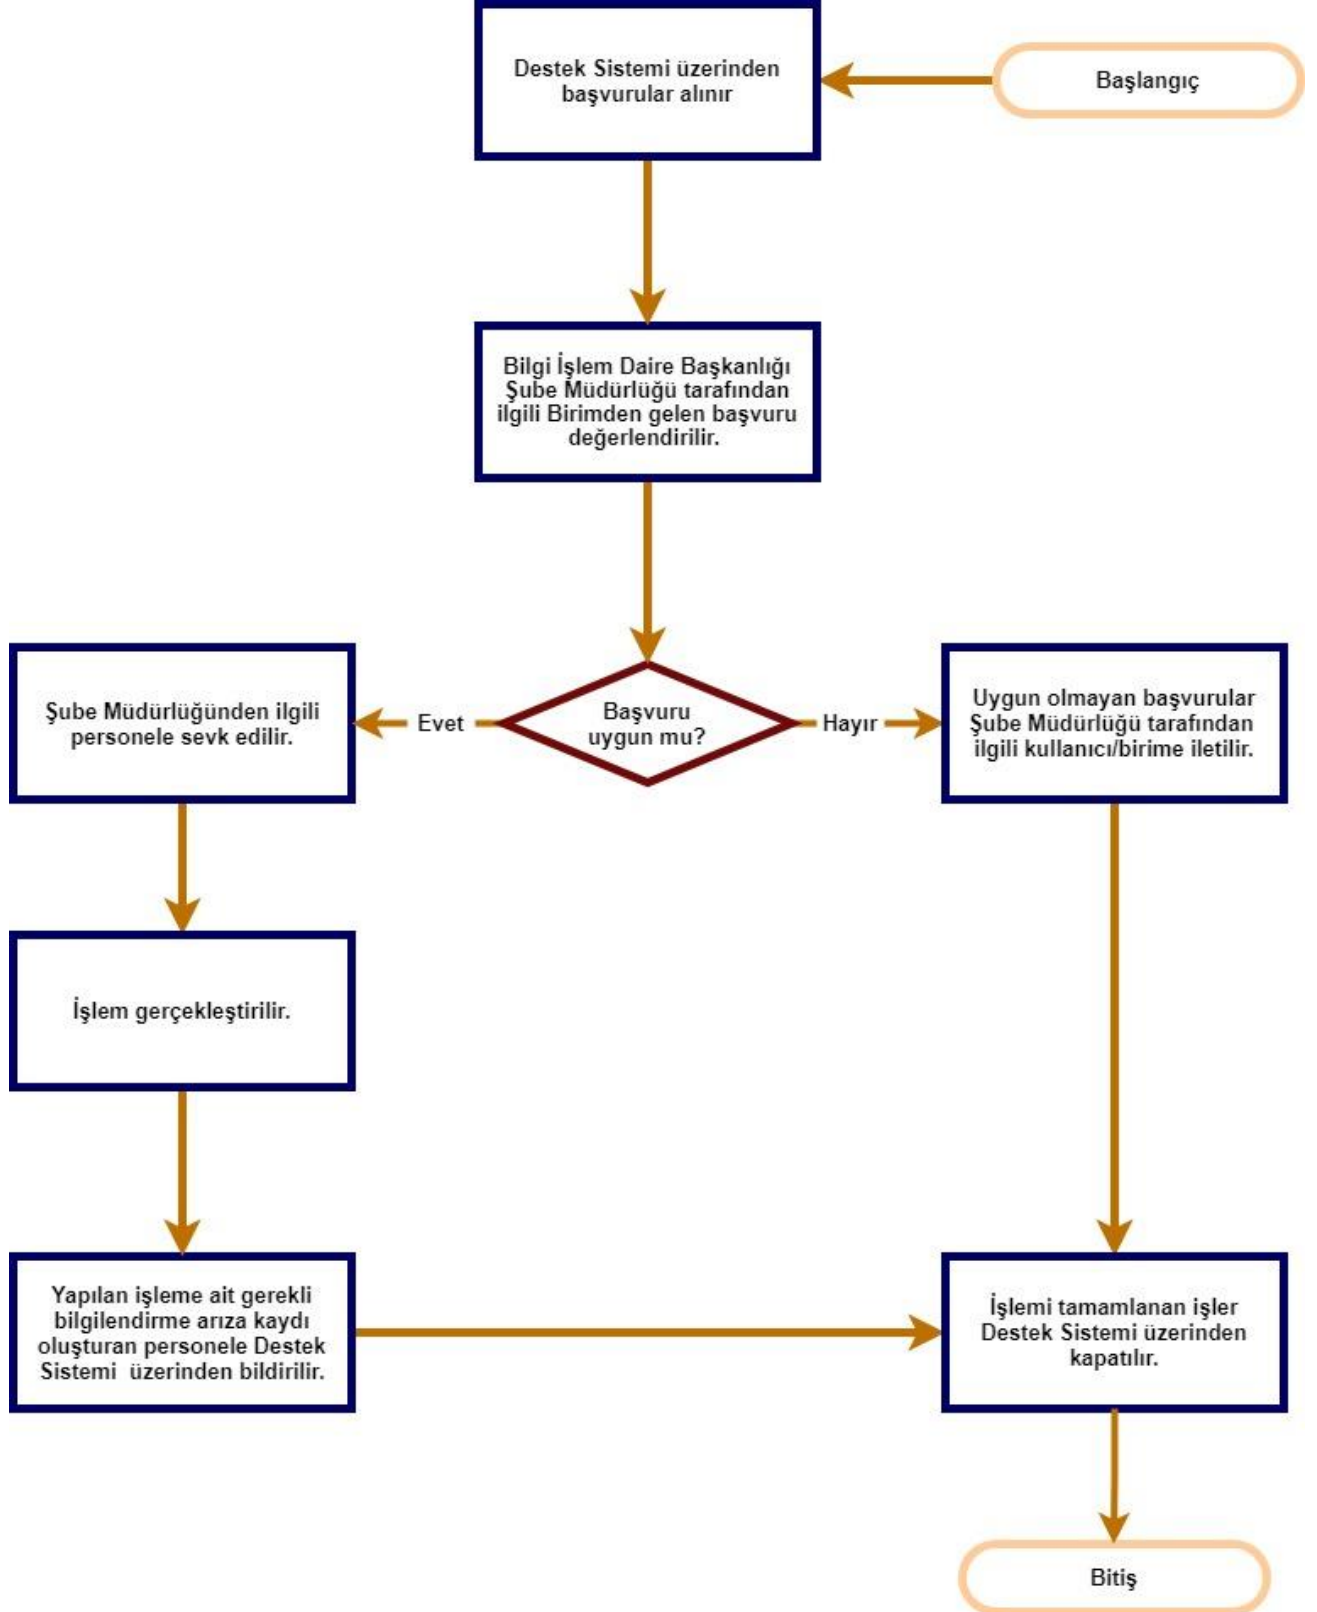 Başlangıç
Destek Sistemi üzerinden
başvurular alınır
Bilgi İşlem Daire Başkanlığı
Şube Müdürlüğü tarafından
ilgili Birimden gelen başvuru
değerlendirilir.
Başvuru
uygun mu?
Evet
Hayır
Şube Müdürlüğünden ilgili
personele sevk edilir.
Uygun olmayan başvurular
Şube Müdürlüğü tarafından
ilgili kullanıcı/birime iletilir.
İşlem gerçekleştirilir.
Yapılan işleme ait gerekli
bilgilendirme arıza kaydı
oluşturan personele Destek
Sistemi  üzerinden bildirilir.
İşlemi tamamlanan işler
Destek Sistemi üzerinden
kapatılır.
Bitiş